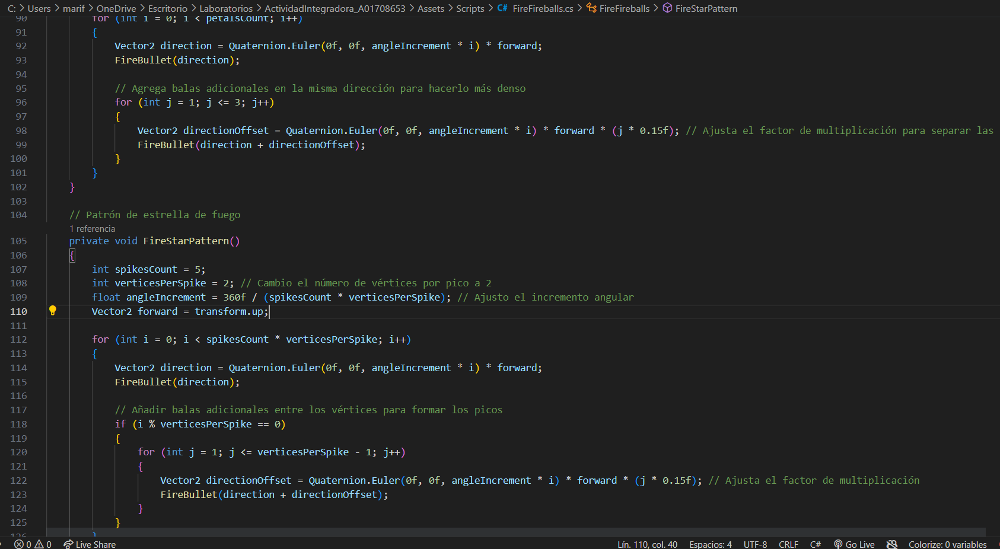 C: > Users > marif > OneDrive > Escritorio > Laboratorios > ActividadIntegradora_A01708653 > Assets > Scripts > C# FireFireballs.cs > FireFireballs > FireStarPattern
90 for (int i = 0; i < petalsCount; i++)
91 {
92 Vector2 direction = Quaternion.Euler(0f, 0f, angleIncrement * i) * forward;
93 FireBullet(direction);
94
95 // Agrega balas adicionales en la misma dirección para hacerlo más denso
96 for (int j = 1; j <= 3; j++)
97 {
98 Vector2 directionOffset = Quaternion.Euler(0f, 0f, angleIncrement * i) * forward * (j * 0.15f); // Ajusta el factor de multiplicación para separar las
99 FireBullet(direction + directionOffset);
100 }
101 }
102 }
103
104 // Patrón de estrella de fuego
1 referencia
105 private void FireStarPattern()
106 {
107 int spikesCount = 5;
108 int verticesPerSpike = 2; // Cambio el número de vértices por pico a 2
109 float angleIncrement = 360f / (spikesCount * verticesPerSpike); // Ajusto el incremento angular
110 Vector2 forward = transform.up;
111
112 for (int i = 0; i < spikesCount * verticesPerSpike; i++)
113 {
114 Vector2 direction = Quaternion.Euler(0f, 0f, angleIncrement * i) * forward;
115 FireBullet(direction);
116
117 // Añadir balas adicionales entre los vértices para formar los picos
118 if (i % verticesPerSpike == 0)
119 {
120 for (int j = 1; j <= verticesPerSpike - 1; j++)
121 {
122 Vector2 directionOffset = Quaternion.Euler(0f, 0f, angleIncrement * i) * forward * (j * 0.15f); // Ajusta el factor de multiplicación
123 FireBullet(direction + directionOffset);
124 }
125 }
126 }
0 0 Live Share Lín. 110, col. 40 Espacios: 4 UTF-8 CRLF C# Go Live Colorize: 0 variables